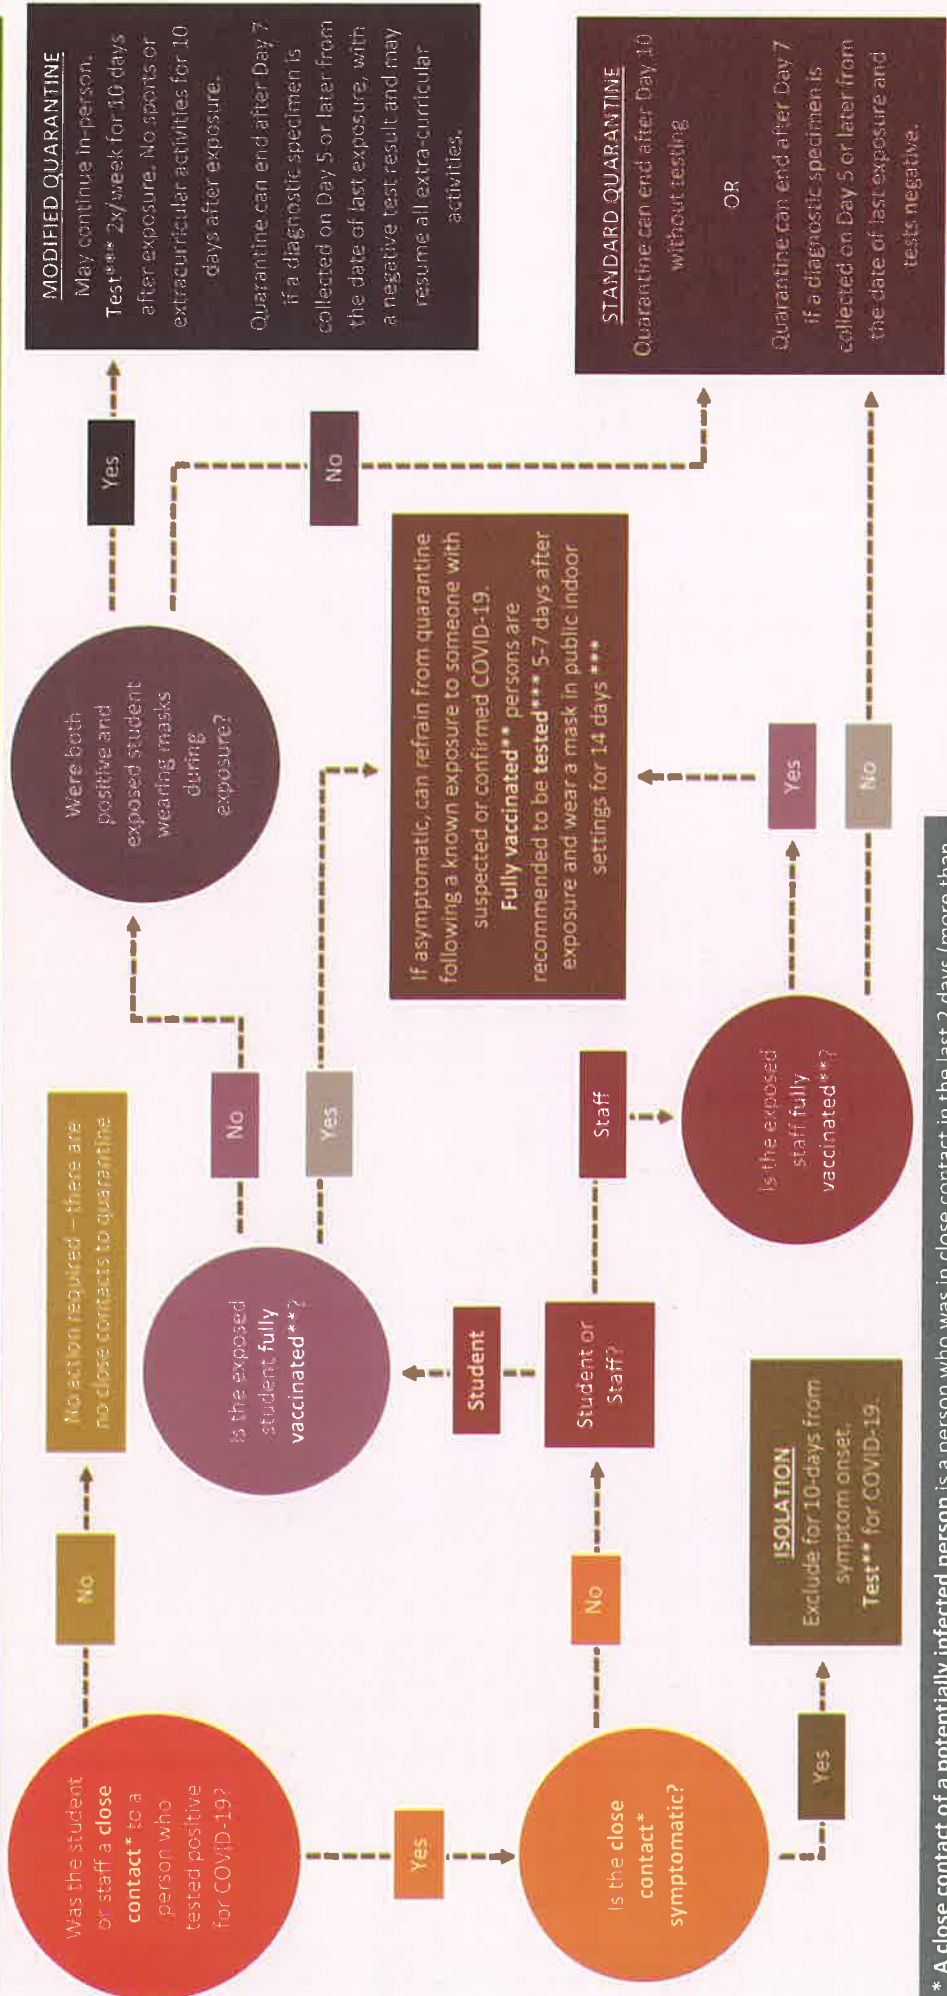 Was the student
or staff a close
contact* to a
person who
tested positive
for COVID-19?
No
No action required – there are
no close contacts to quarantine
Yes
Is the close
contact*
symptomatic?
Yes
ISOLATION
Exclude for 10-days from
symptom onset.
Test** for COVID-19.
No
Student or
Staff?
Student
Is the exposed
student fully
vaccinated**?
No
Yes
Were both
positive and
exposed student
wearing masks
during
exposure?
Yes
MODIFIED QUARANTINE
May continue in-person.
Test*** 2x/week for 10 days
after exposure. No sports or
extracurricular activities for 10
days after exposure.
Quarantine can end after Day 7
if a diagnostic specimen is
collected on Day 5 or later from
the date of last exposure, with
a negative test result and may
resume all extra-curricular
activities.
No
If asymptomatic, can refrain from quarantine
following a known exposure to someone with
suspected or confirmed COVID-19.
Fully vaccinated** persons are
recommended to be tested*** 5-7 days after
exposure and wear a mask in public indoor
settings for 14 days ***
Staff
Is the exposed
staff fully
vaccinated**?
Yes
No
STANDARD QUARANTINE
Quarantine can end after Day 10
without testing
OR
Quarantine can end after Day 7
if a diagnostic specimen is
collected on Day 5 or later from
the date of last exposure and
tests negative.
* A close contact of a potentially infected person is a person who was in close contact in the last 2 days (more than